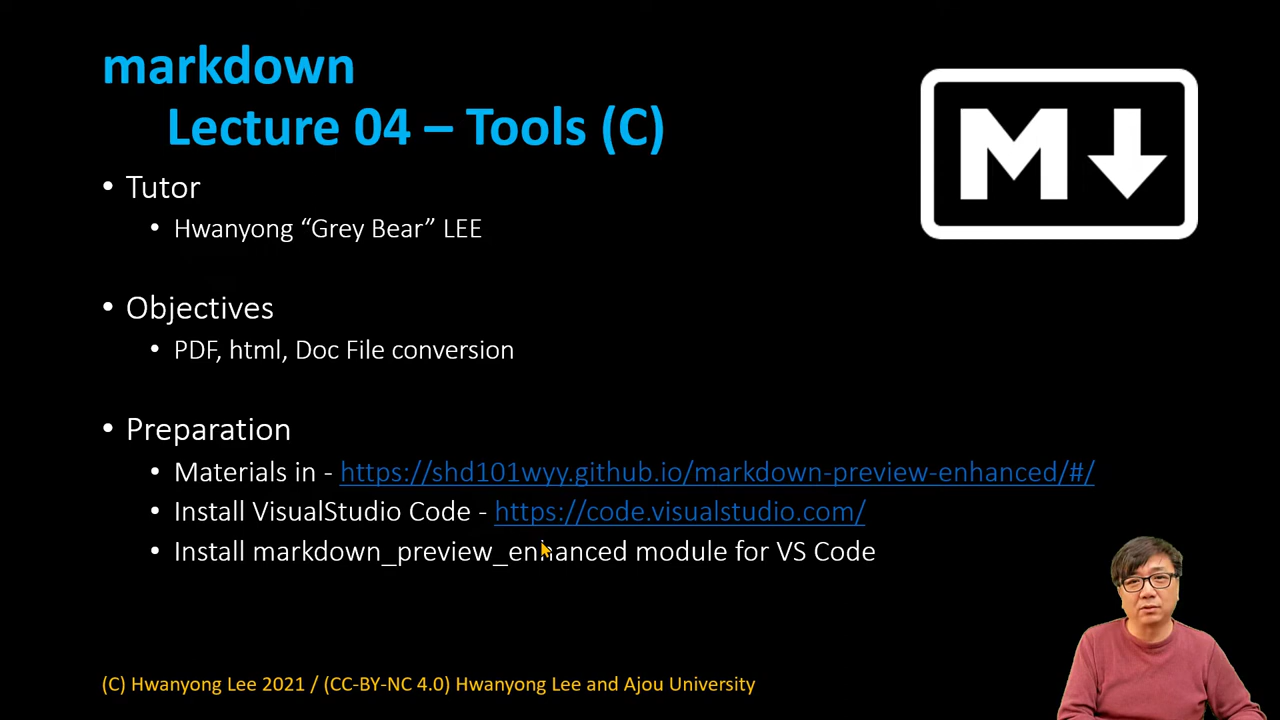 markdown
Lecture 04 – Tools (C)
• Tutor
• Hwanyong “Grey Bear” LEE
• Objectives
• PDF, html, Doc File conversion
• Preparation
• Materials in - https://shd101wyy.github.io/markdown-preview-enhanced/#/
• Install VisualStudio Code - https://code.visualstudio.com/
• Install markdown_preview_enhanced module for VS Code
(C) Hwanyong Lee 2021 / (CC-BY-NC 4.0) Hwanyong Lee and Ajou University
M